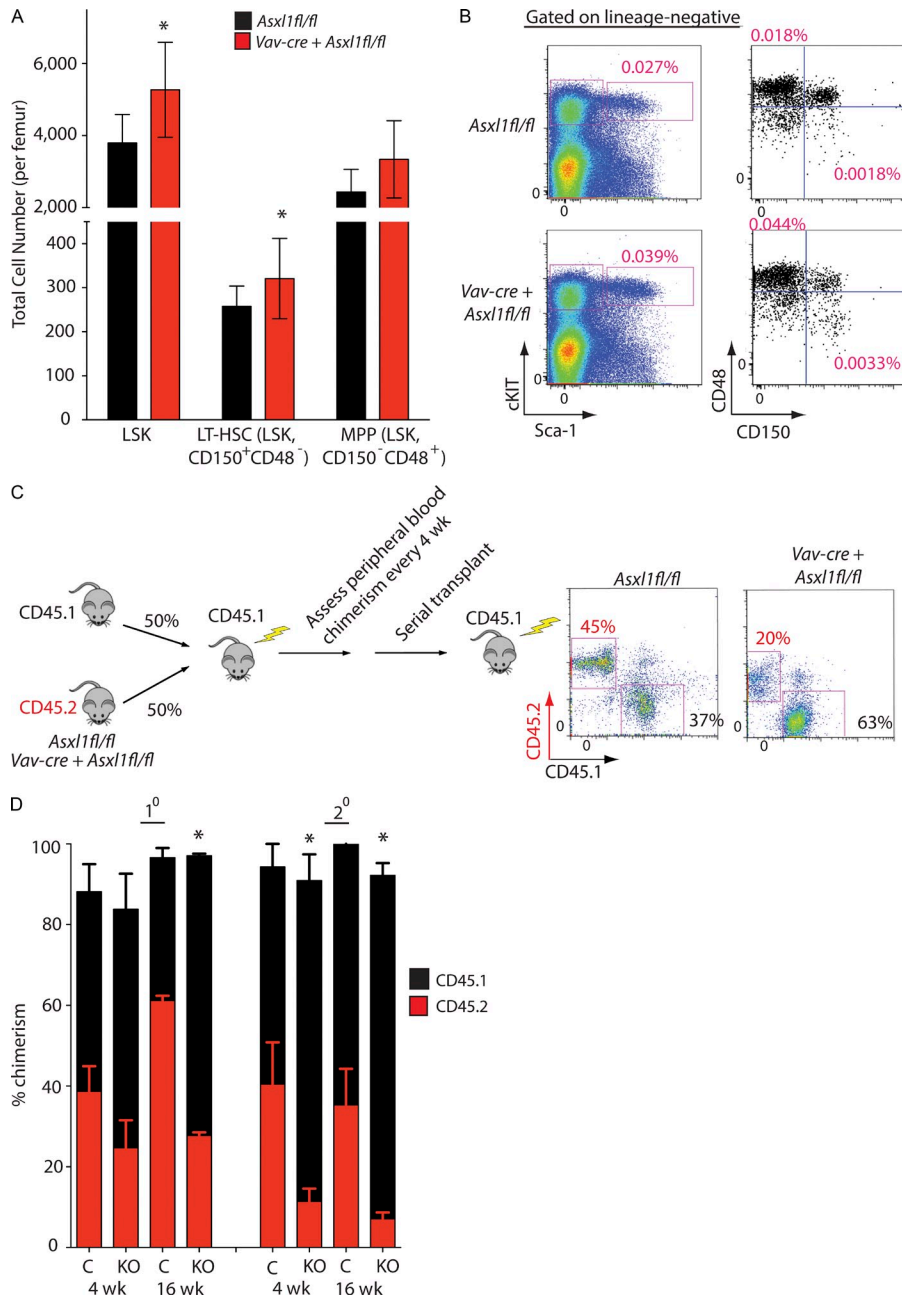 A
Asxl1fl/fl
Vav-cre + Asxl1fl/fl
*
*
Total Cell Number (per femur)
6,000
4,000
2,000
400
300
200
100
0
LSK
LT-HSC (LSK,
CD150+CD48-)
MPP (LSK,
CD150-CD48+)
B
Gated on lineage-negative
Asxl1fl/fl
0.027%
0
0
0.018%
0.0018%
0
0
Vav-cre +
Asxl1fl/fl
0.039%
0
0
0.044%
0.0033%
0
0
cKIT
Sca-1
CD48
CD150
C
CD45.1
50%
CD45.2
50%
Asxl1fl/fl
Vav-cre + Asxl1fl/fl
CD45.1
Assess peripheral blood
chimerism every 4 wk
Serial transplant
CD45.1
Asxl1fl/fl
45%
37%
0
0
CD45.2
CD45.1
Vav-cre +
Asxl1fl/fl
20%
63%
0
0
D
1⁰
2⁰
*
*
*
% chimerism
100
80
60
40
20
0
CD45.1
CD45.2
C KO C KO C KO C KO
4 wk 16 wk 4 wk 16 wk